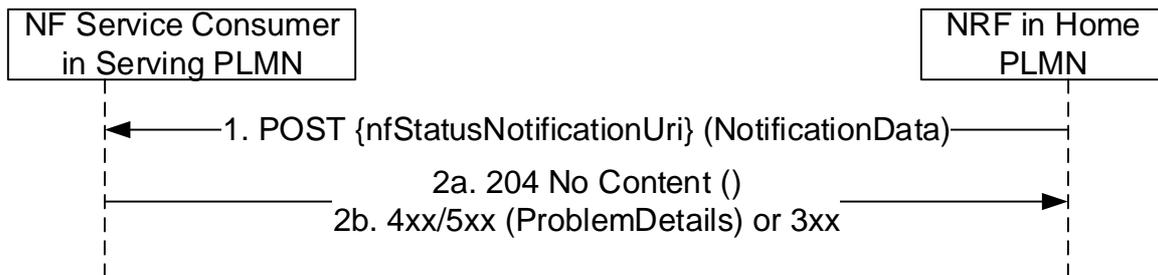 NF Service Consumer
in Serving PLMN
NRF in Home
PLMN
1. POST {nfStatusNotificationUri} (NotificationData)
2a. 204 No Content ()
2b. 4xx/5xx (ProblemDetails) or 3xx